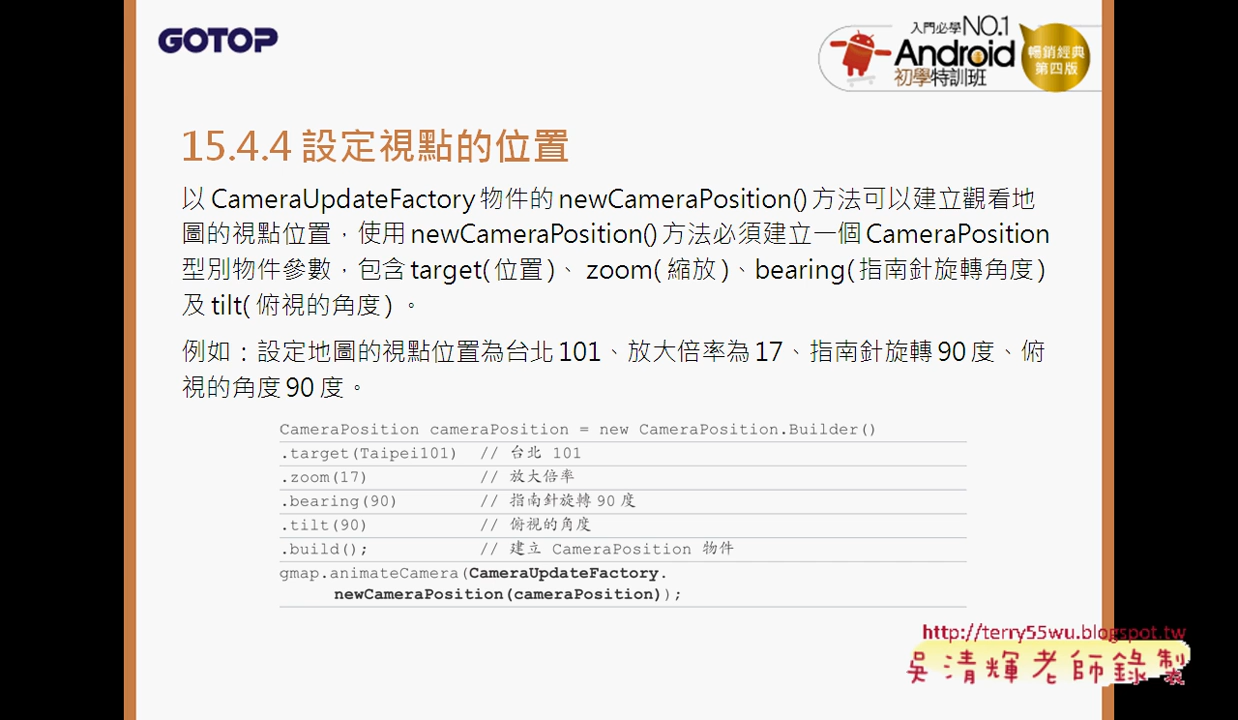 GOTOP
入門必學NO.1
Android
初學特訓班
暢銷經典
第四版
15.4.4 設定視點的位置
以 CameraUpdateFactory 物件的 newCameraPosition() 方法可以建立觀看地
圖的視點位置，使用 newCameraPosition() 方法必須建立一個 CameraPosition
型別物件參數，包含 target( 位置 )、 zoom( 縮放 )、bearing( 指南針旋轉角度 )
及 tilt( 俯視的角度 ) 。
例如：設定地圖的視點位置為台北 101、放大倍率為 17、指南針旋轉 90 度、俯
視的角度 90 度。
CameraPosition cameraPosition = new CameraPosition.Builder()
.target(Taipei101) // 台北 101
.zoom(17) // 放大倍率
.bearing(90) // 指南針旋轉 90 度
.tilt(90) // 俯視的角度
.build(); // 建立 CameraPosition 物件
gmap.animateCamera(CameraUpdateFactory.
newCameraPosition(cameraPosition));
http://terry55wu.blogspot.tw
吳清輝老師錄製